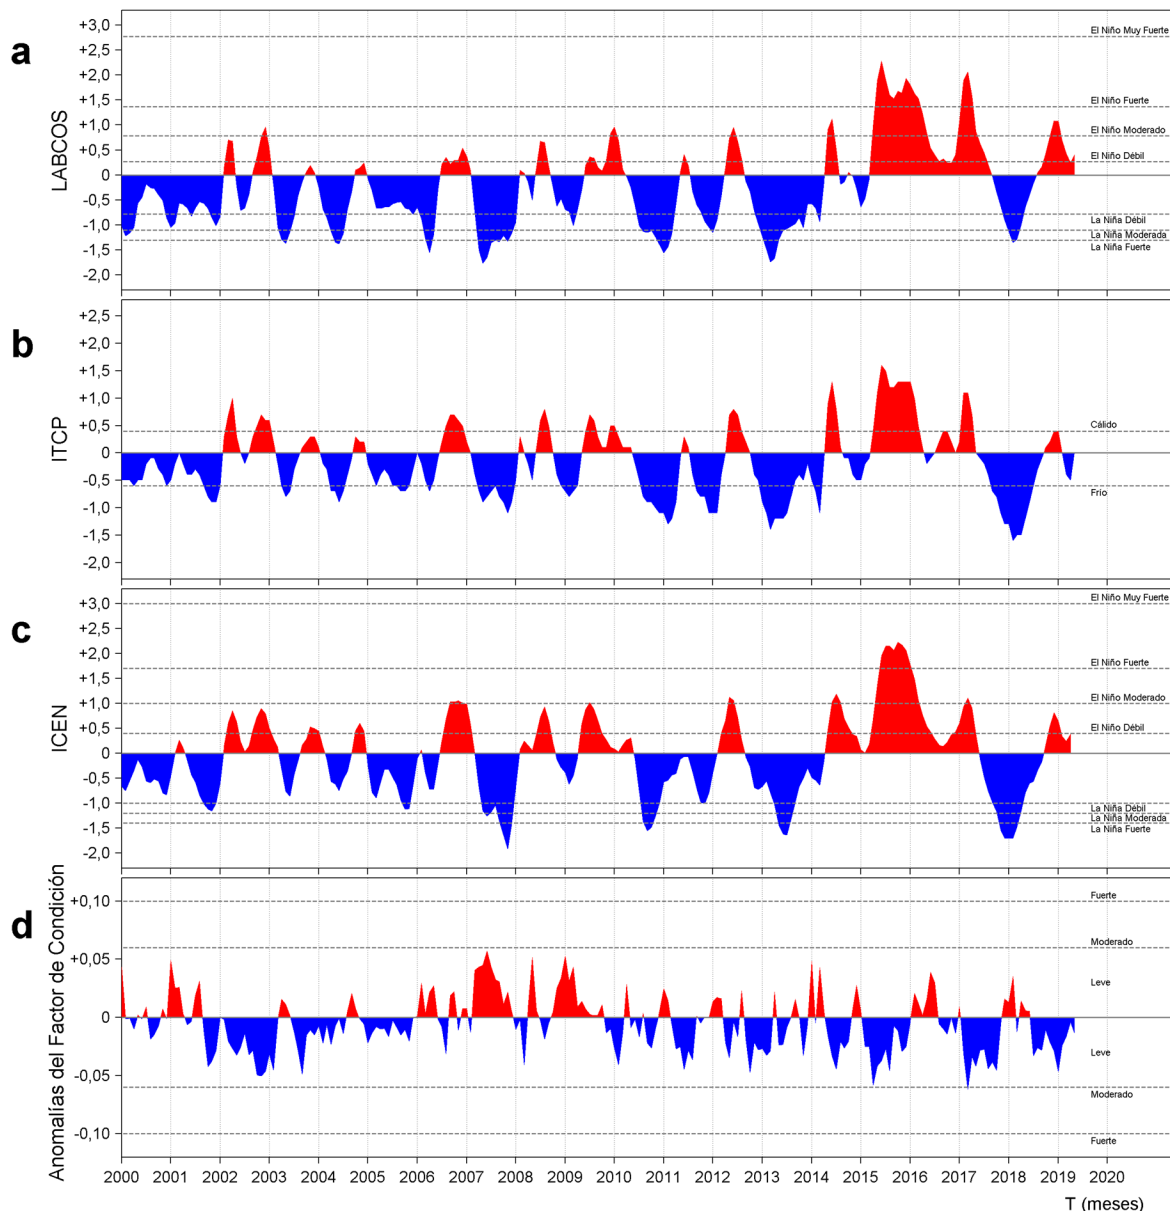 a
LABCOS
+3,0
+2,5
+2,0
+1,5
+1,0
+0,5
0
-0,5
-1,0
-1,5
-2,0
El Niño Muy Fuerte
El Niño Fuerte
El Niño Moderado
El Niño Débil
La Niña Débil
La Niña Moderada
La Niña Fuerte
b
ITCP
+2,5
+2,0
+1,5
+1,0
+0,5
0
-0,5
-1,0
-1,5
-2,0
Cálido
Frío
c
ICEN
+3,0
+2,5
+2,0
+1,5
+1,0
+0,5
0
-0,5
-1,0
-1,5
-2,0
El Niño Muy Fuerte
El Niño Fuerte
El Niño Moderado
El Niño Débil
La Niña Débil
La Niña Moderada
La Niña Fuerte
d
Anomalías del Factor de Condición
+0,10
+0,05
0
-0,05
-0,10
Fuerte
Moderado
Leve
Leve
Moderado
Fuerte
2000 2001 2002 2003 2004 2005 2006 2007 2008 2009 2010 2011 2012 2013 2014 2015 2016 2017 2018 2019 2020
T (meses)